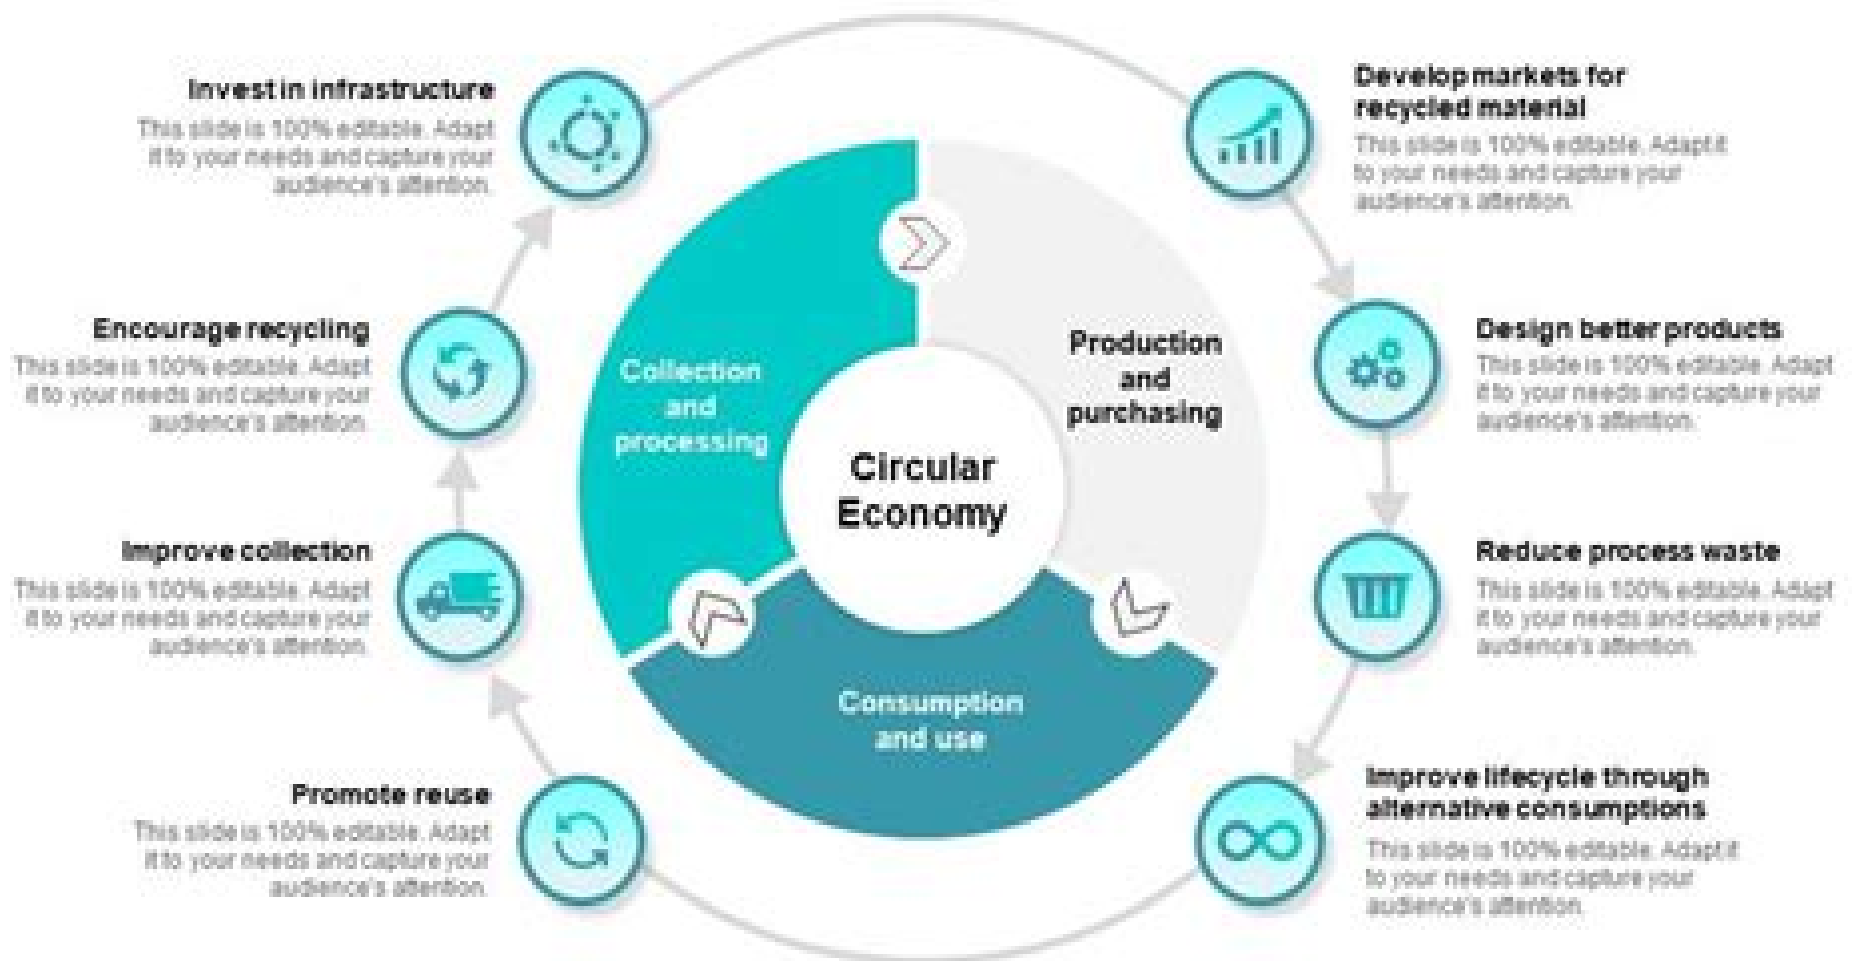 Invest in infrastructure
This slide is 100% editable. Adapt
it to your needs and capture your
audience's attention.
Encourage recycling
This slide is 100% editable. Adapt
it to your needs and capture your
audience's attention.
Improve collection
This slide is 100% editable. Adapt
it to your needs and capture your
audience's attention.
Promote reuse
This slide is 100% editable. Adapt
it to your needs and capture your
audience's attention.
Collection
and
processing
Production
and
purchasing
Circular
Economy
Consumption
and use
Develop markets for
recycled material
This slide is 100% editable. Adapt it
to your needs and capture your
audience's attention.
Design better products
This slide is 100% editable. Adapt
it to your needs and capture your
audience's attention.
Reduce process waste
This slide is 100% editable. Adapt
it to your needs and capture your
audience's attention.
Improve lifecycle through
alternative consumptions
This slide is 100% editable. Adapt it
to your needs and capture your
audience's attention.